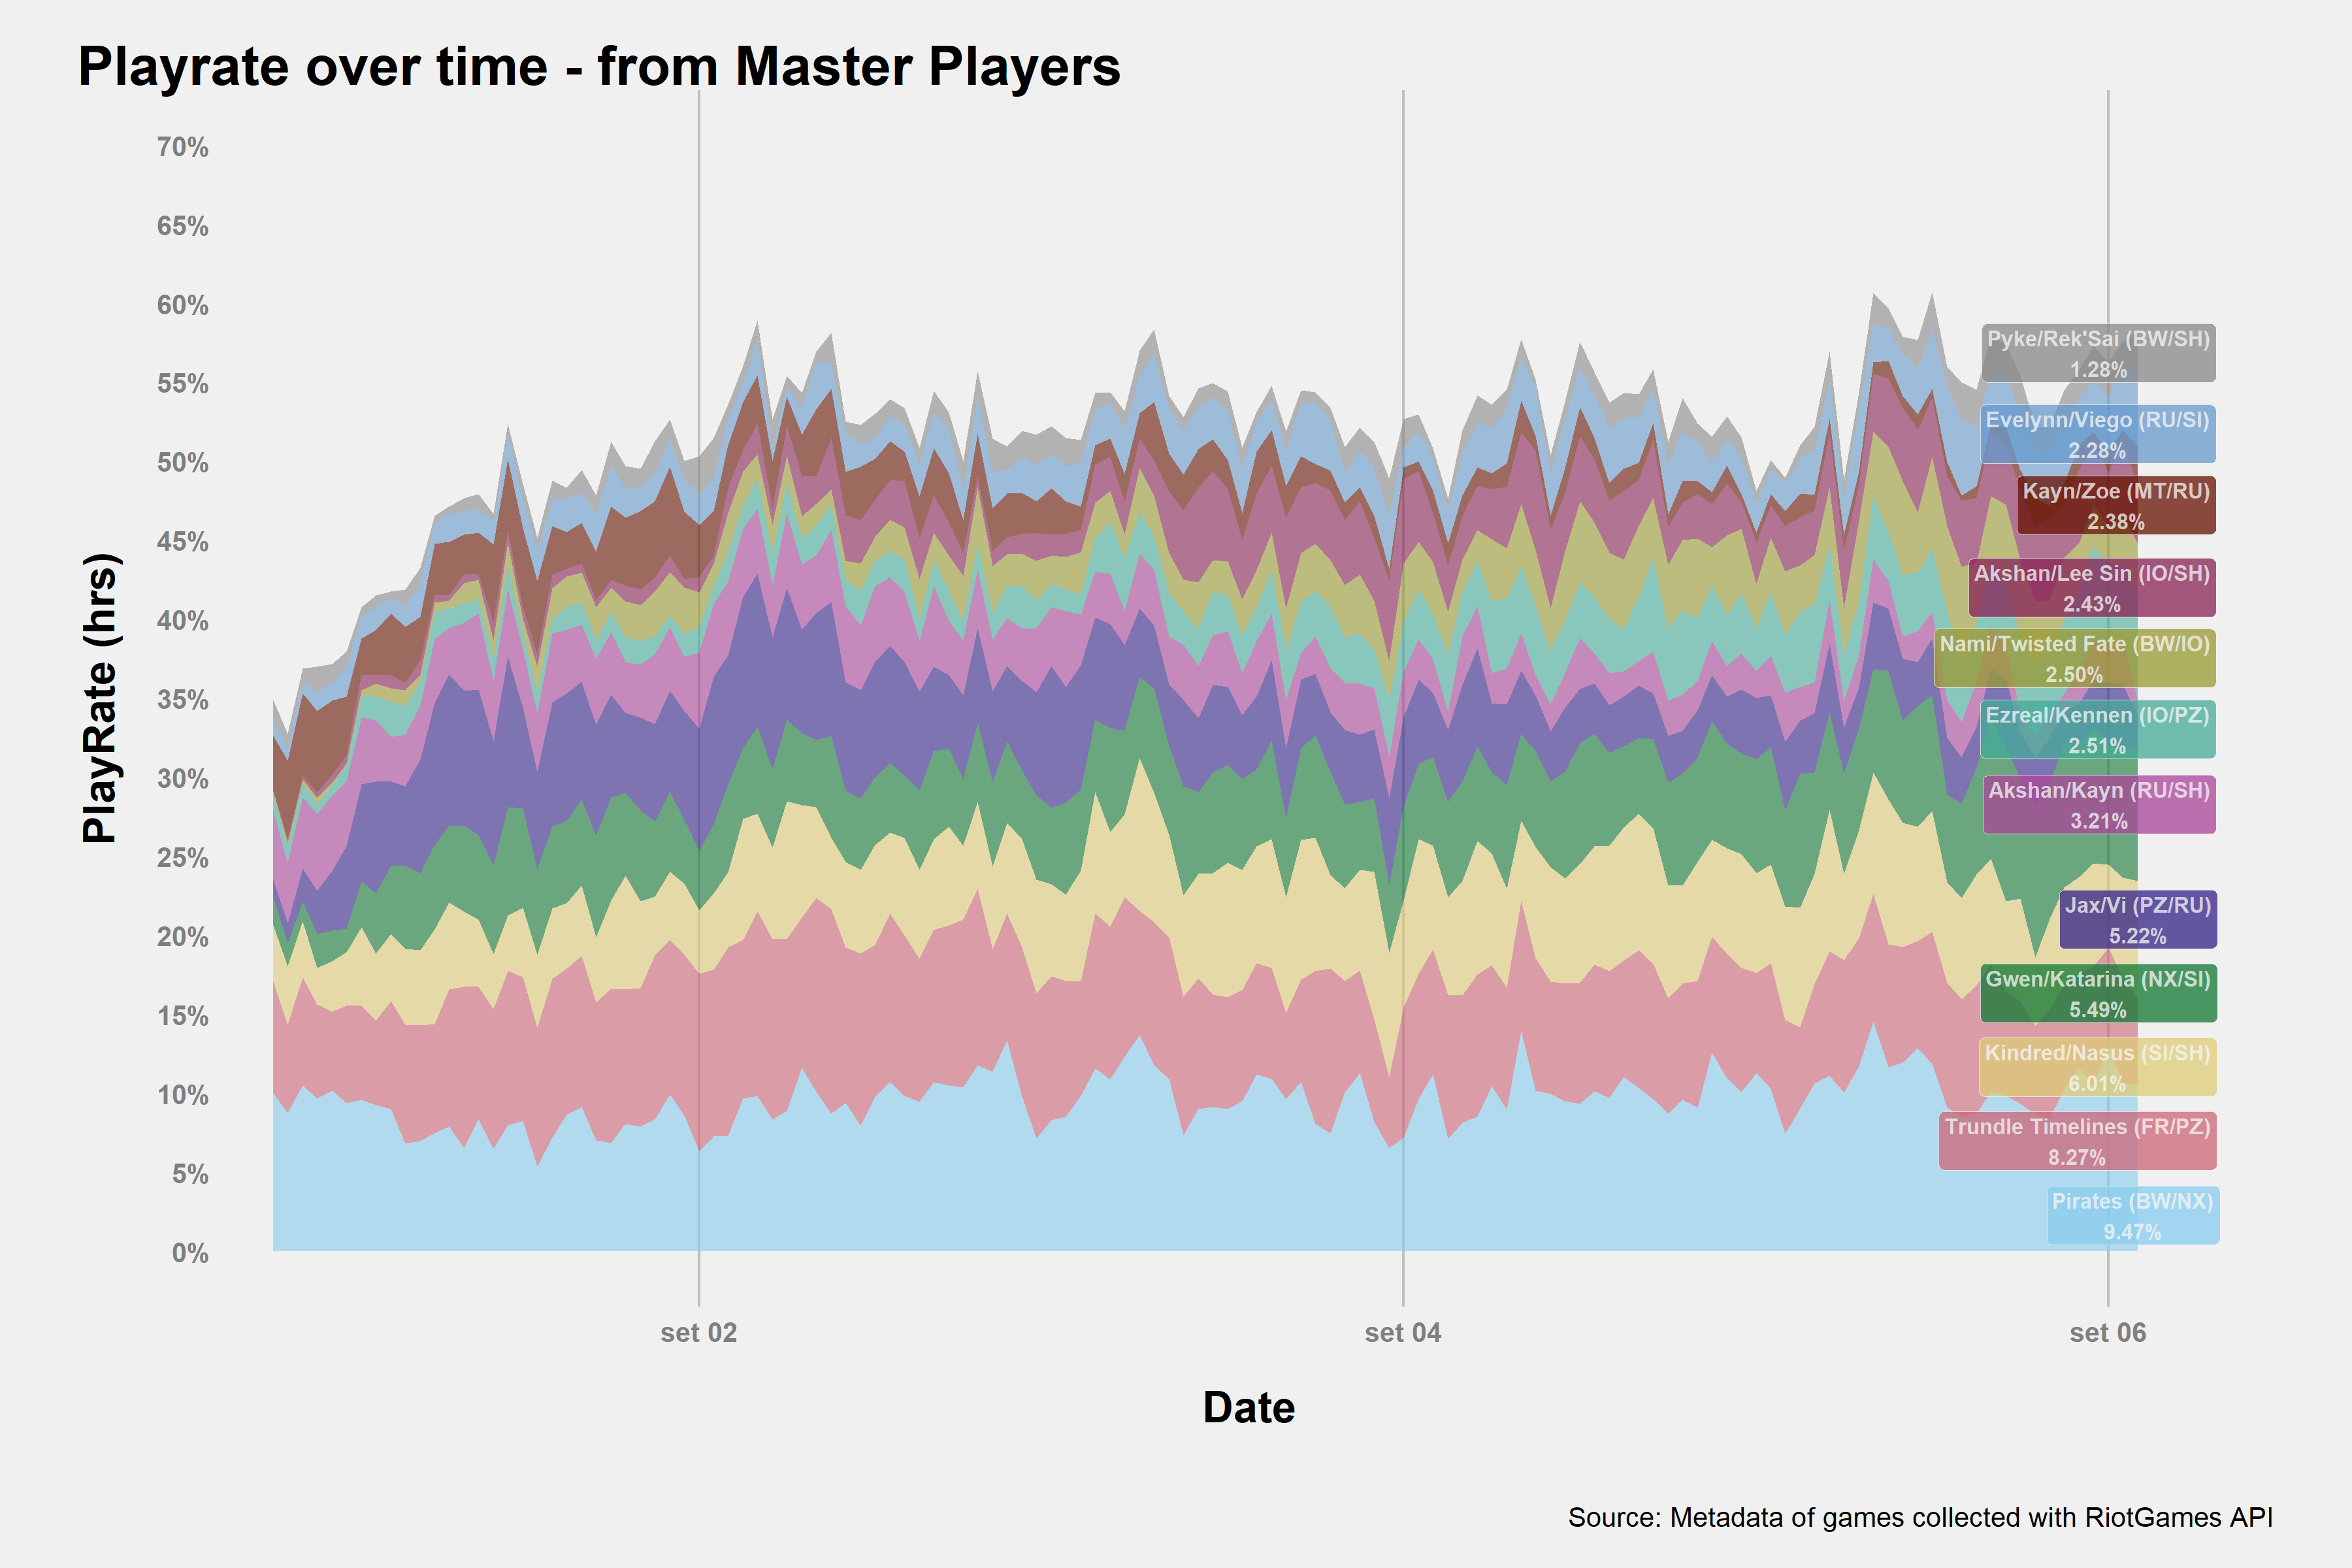 Playrate over time - from Master Players
PlayRate (hrs)
70%
65%
60%
55%
50%
45%
40%
35%
30%
25%
20%
15%
10%
5%
0%
Pyke/Rek'Sai (BW/SH)
1.28%
Evelynn/Viego (RU/SI)
2.28%
Kayn/Zoe (MT/RU)
2.38%
Akshan/Lee Sin (IO/SH)
2.43%
Nami/Twisted Fate (BW/IO)
2.50%
Ezreal/Kennen (IO/PZ)
2.51%
Akshan/Kayn (RU/SH)
3.21%
Jax/Vi (PZ/RU)
5.22%
Gwen/Katarina (NX/SI)
5.49%
Kindred/Nasus (SI/SH)
6.01%
Trundle Timelines (FR/PZ)
8.27%
Pirates (BW/NX)
9.47%
set 02
set 04
set 06
Date
Source: Metadata of games collected with RiotGames API